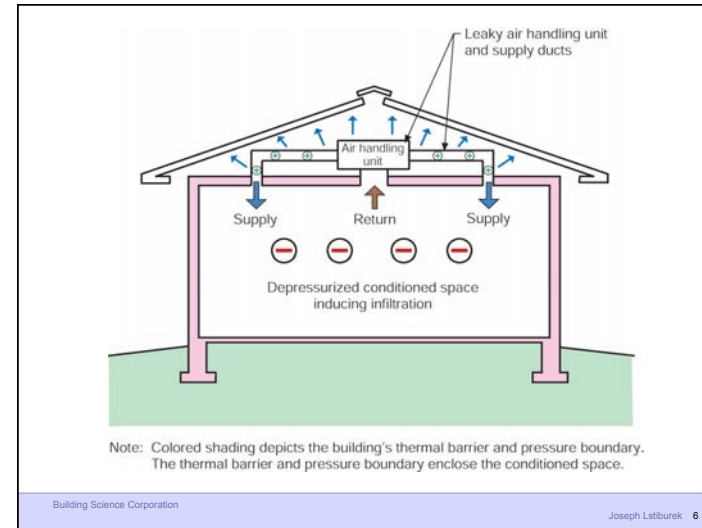 Leaky air handling unit
and supply ducts
Air handling
unit
Supply
Return
Supply
Depressurized conditioned space
inducing infiltration
Note: Colored shading depicts the building's thermal barrier and pressure boundary.
The thermal barrier and pressure boundary enclose the conditioned space.
Building Science Corporation
Joseph Lstiburek 6